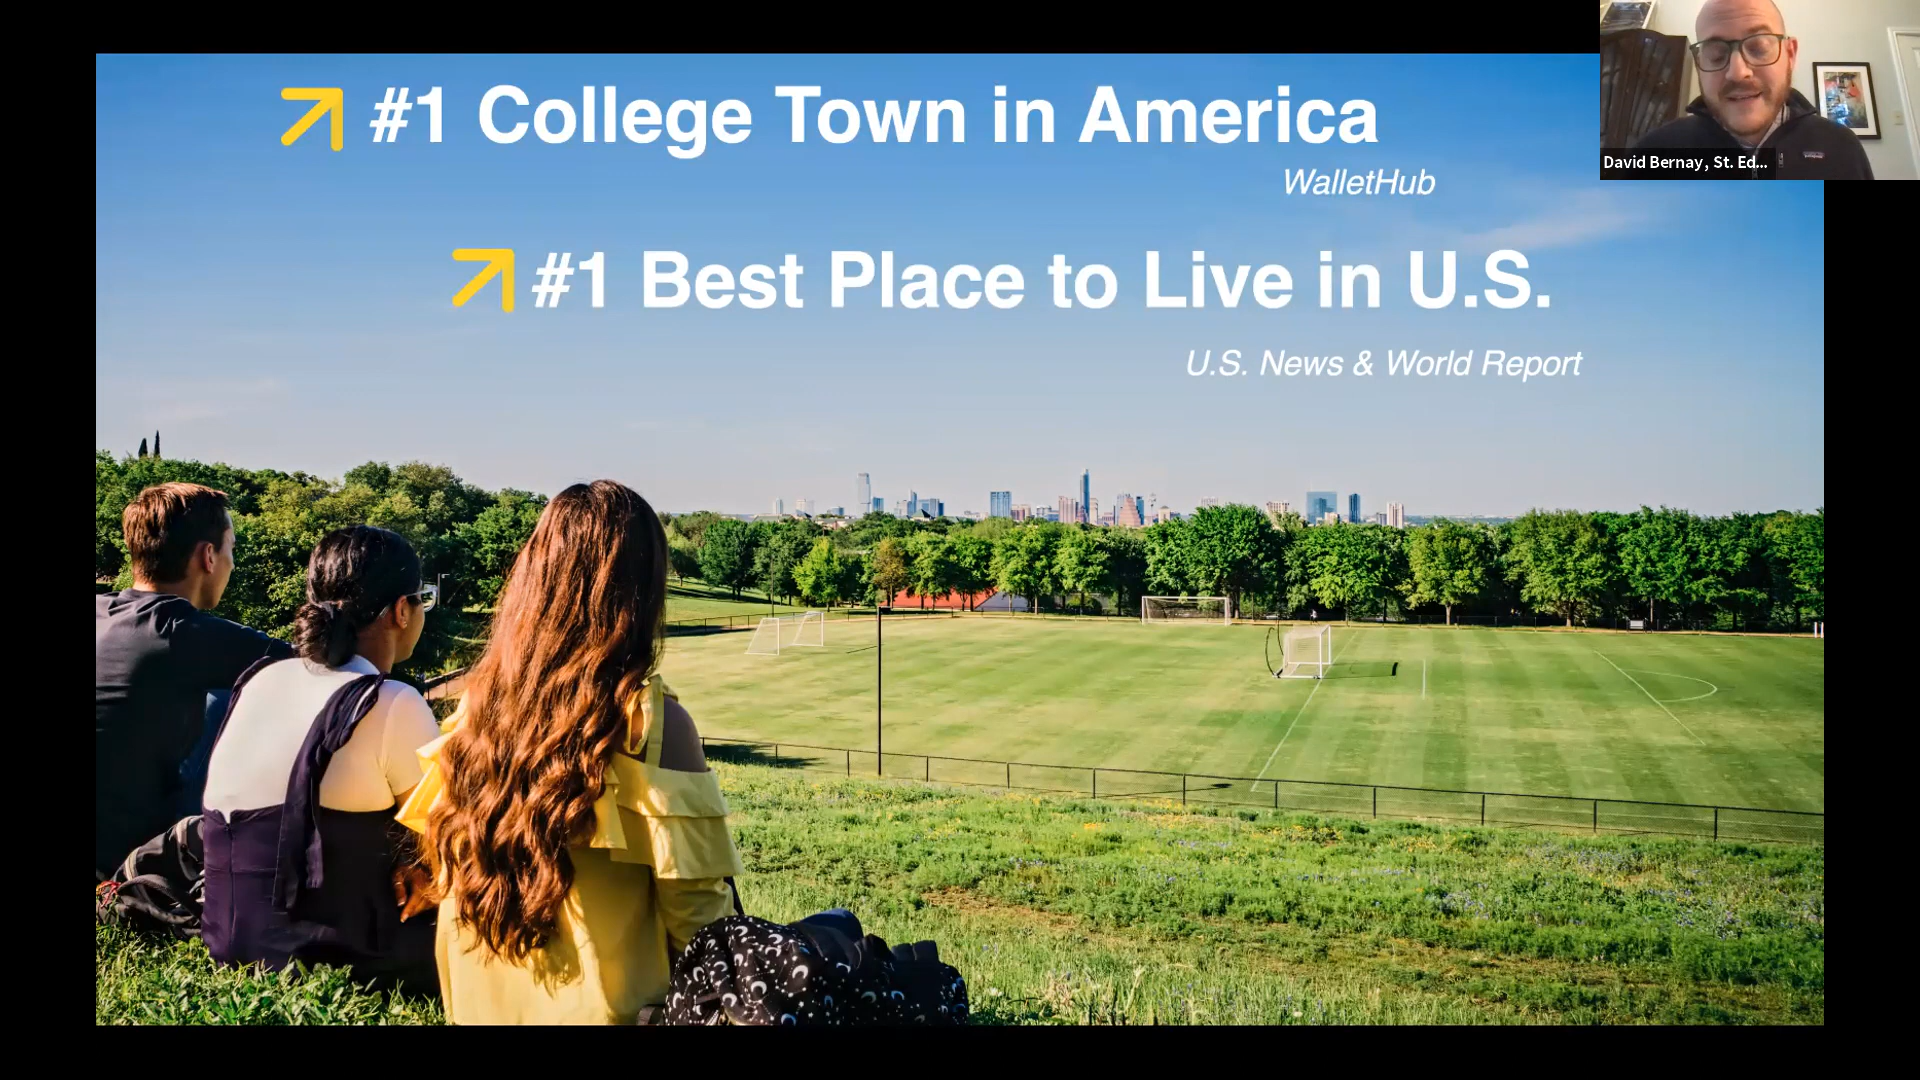 #1 College Town in America
WalletHub
#1 Best Place to Live in U.S.
U.S. News & World Report
David Bernay, St. Ed...